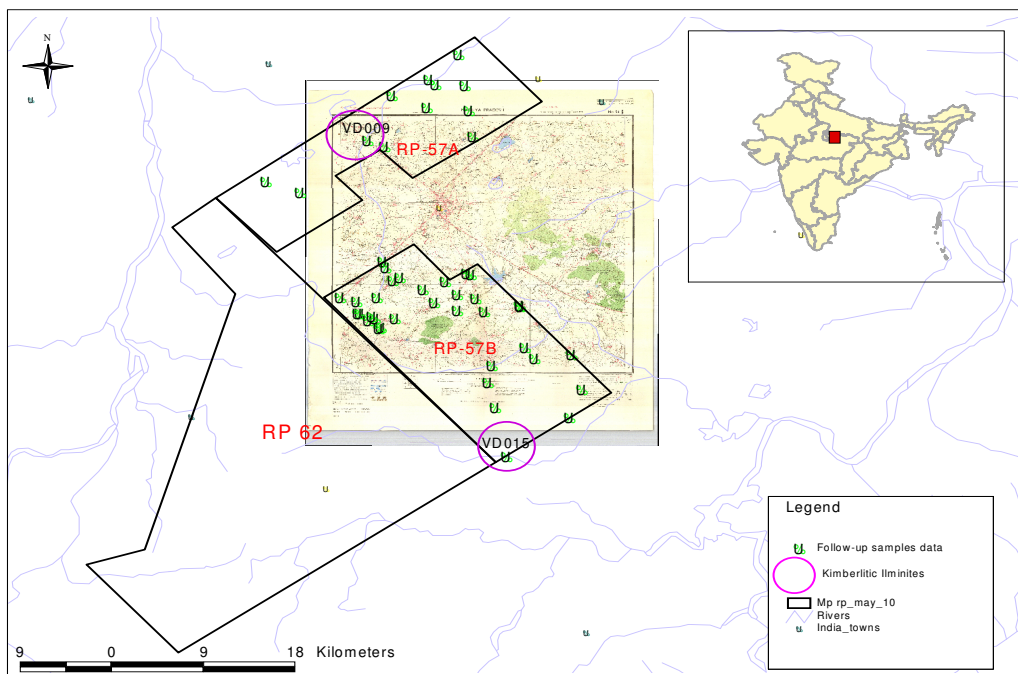 N
VD009
RP-57A
RP-57B
RP 62
VD015
Legend
Follow-up samples data
Kimberlitic Ilminites
Mp rp_may_10
Rivers
India_towns
9 0 9 18 Kilometers